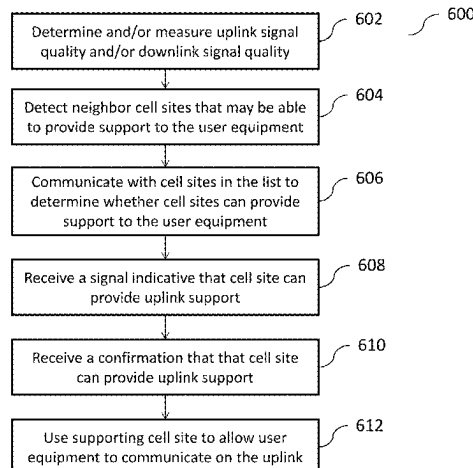 Determine and/or measure uplink signal
quality and/or downlink signal quality
602
600
Detect neighbor cell sites that may be able
to provide support to the user equipment
604
Communicate with cell sites in the list to
determine whether cell sites can provide
support to the user equipment
606
Receive a signal indicative that cell site can
provide uplink support
608
Receive a confirmation that that cell site
can provide uplink support
610
Use supporting cell site to allow user
equipment to communicate on the uplink
612